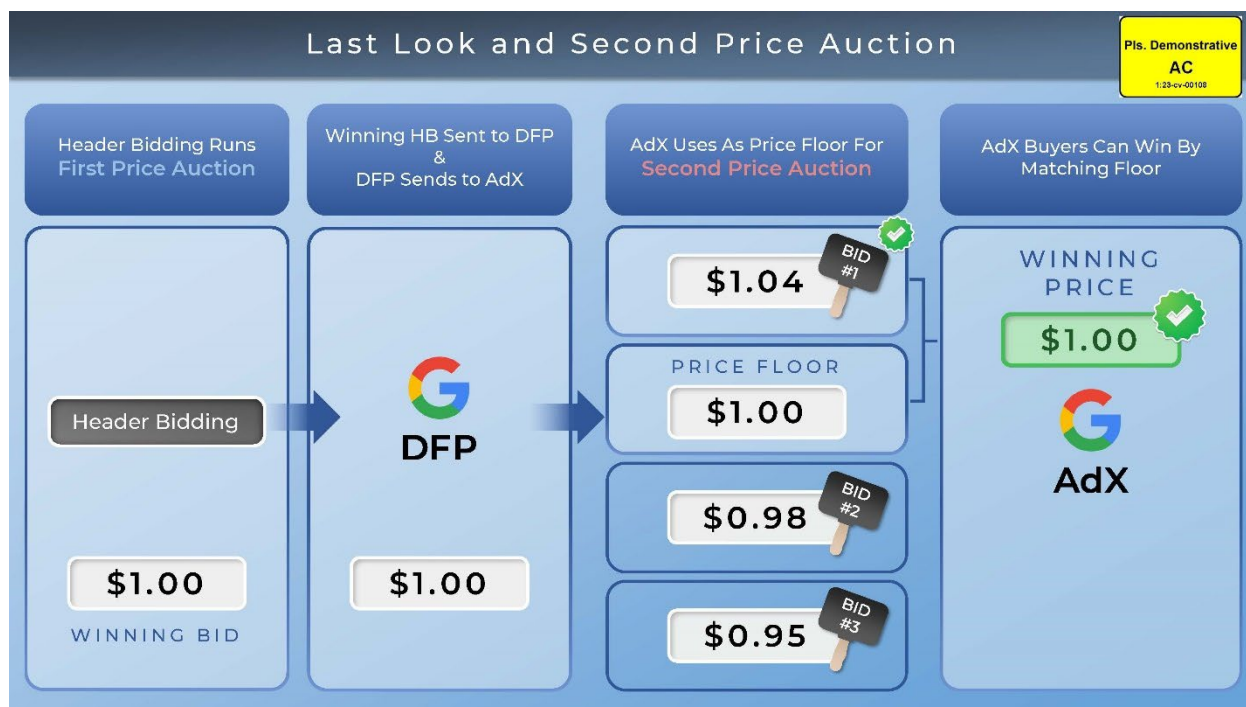 Last Look and Second Price Auction
Pls. Demonstrative
AC
1:23-cv-00108
Header Bidding Runs
First Price Auction
Winning HB Sent to DFP
&
DFP Sends to AdX
AdX Uses As Price Floor For
Second Price Auction
AdX Buyers Can Win By
Matching Floor
Header Bidding
$1.00
WINNING BID
DFP
$1.00
$1.04
BID
#1
PRICE FLOOR
$1.00
$0.98
BID
#2
$0.95
BID
#3
WINNING
PRICE
$1.00
AdX